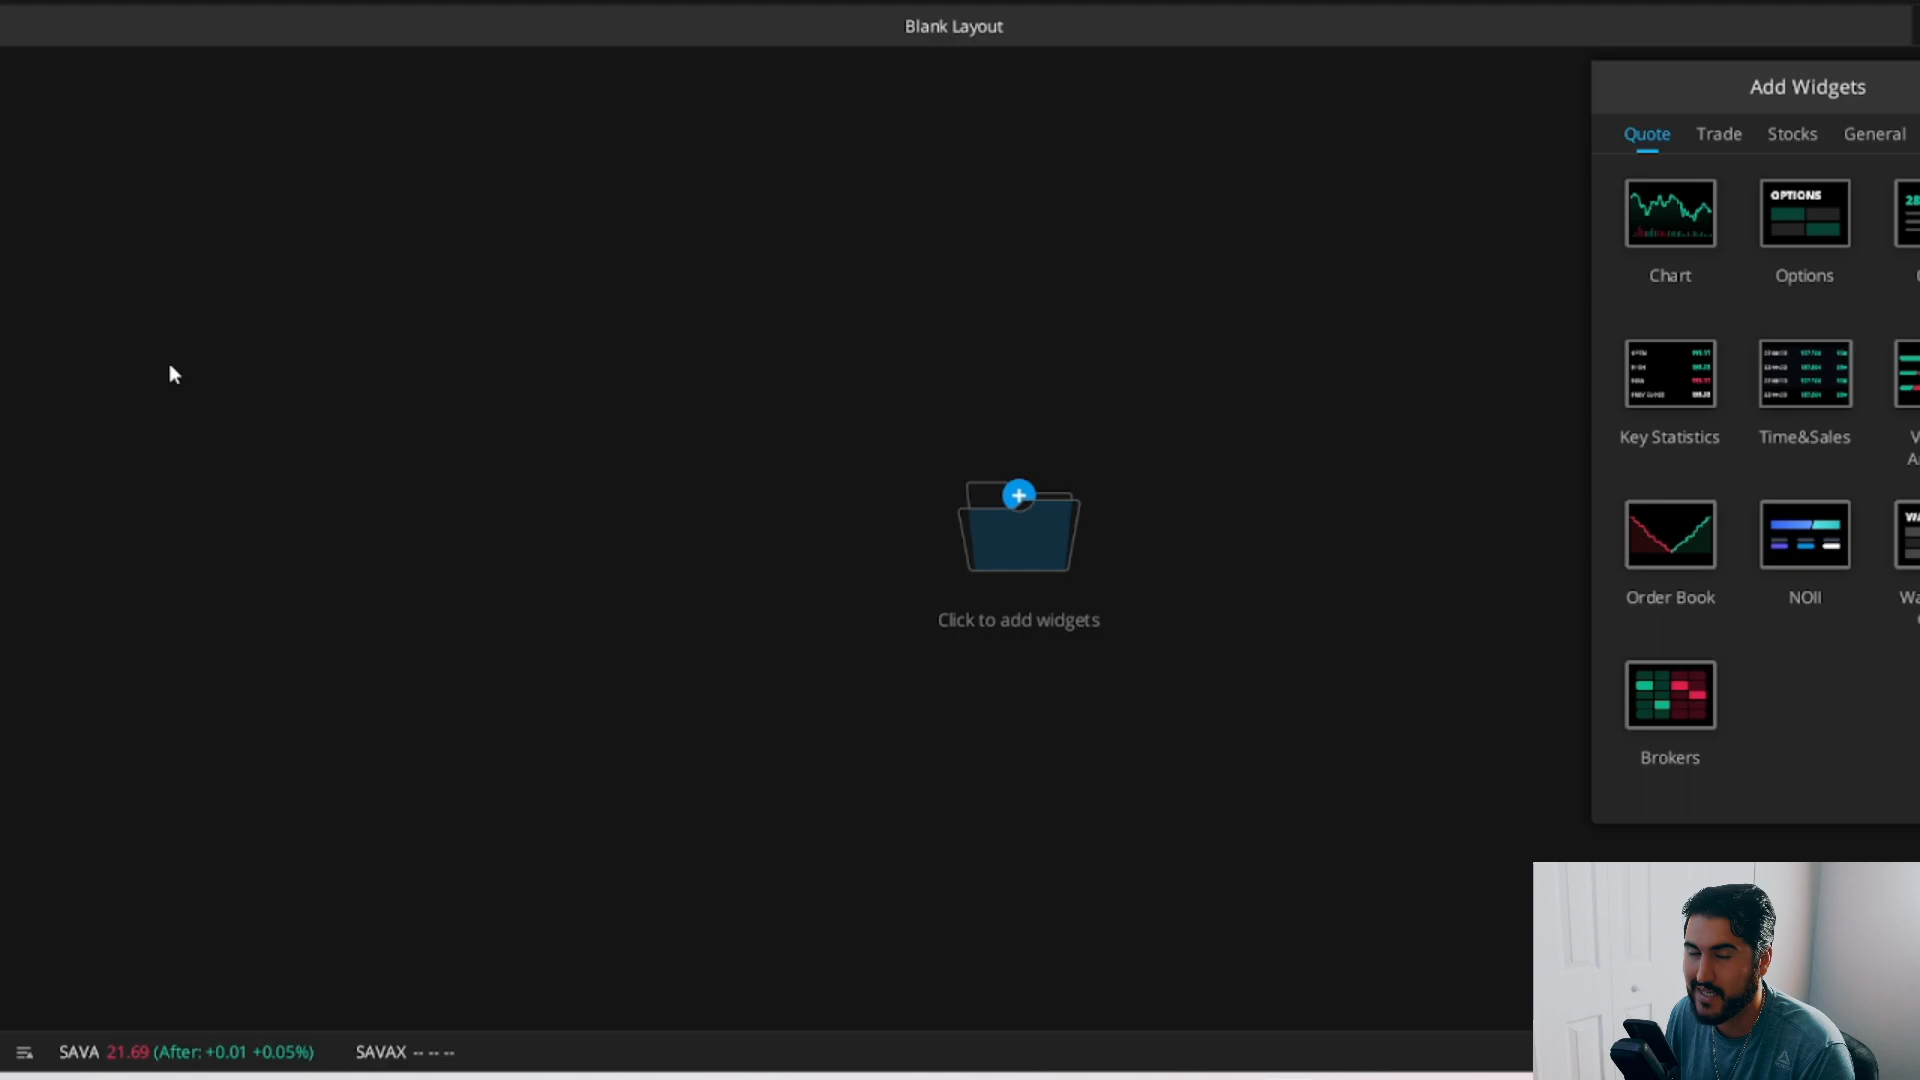 Blank Layout
Add Widgets
Quote Trade Stocks General
OPTIONS
28
Chart Options
Key Statistics Time&Sales
Order Book NOII
Brokers
Click to add widgets
SAVA 21.69 (After: +0.01 +0.05%) SAVAX -- -- --